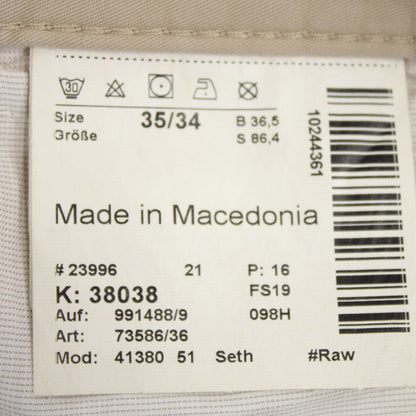 30
Size 35/34 B 36,5
Größe S 86,4
10244361
Made in Macedonia
# 23996 21 P: 16
K: 38038 FS19
Auf: 991488/9 098H
Art: 73586/36
Mod: 41380 51 Seth #Raw